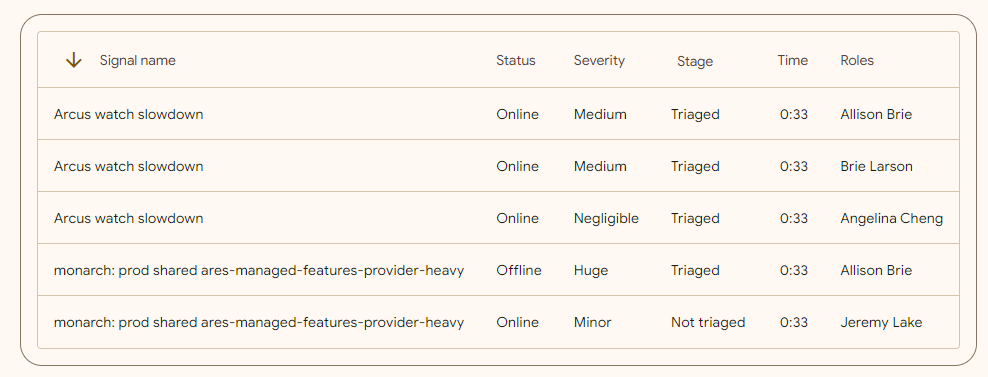 Signal name Status Severity Stage Time Roles
Arcus watch slowdown Online Medium Triaged 0:33 Allison Brie
Arcus watch slowdown Online Medium Triaged 0:33 Brie Larson
Arcus watch slowdown Online Negligible Triaged 0:33 Angelina Cheng
monarch: prod shared ares-managed-features-provider-heavy Offline Huge Triaged 0:33 Allison Brie
monarch: prod shared ares-managed-features-provider-heavy Online Minor Not triaged 0:33 Jeremy Lake